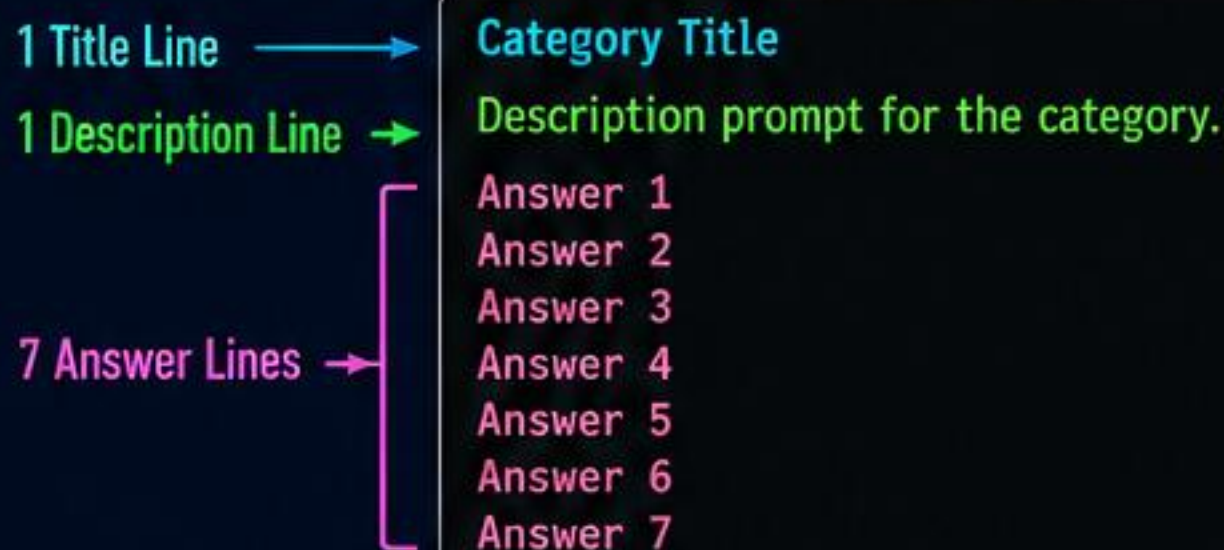 1 Title Line
Category Title
1 Description Line
Description prompt for the category.
Answer 1
Answer 2
Answer 3
7 Answer Lines
Answer 4
Answer 5
Answer 6
Answer 7